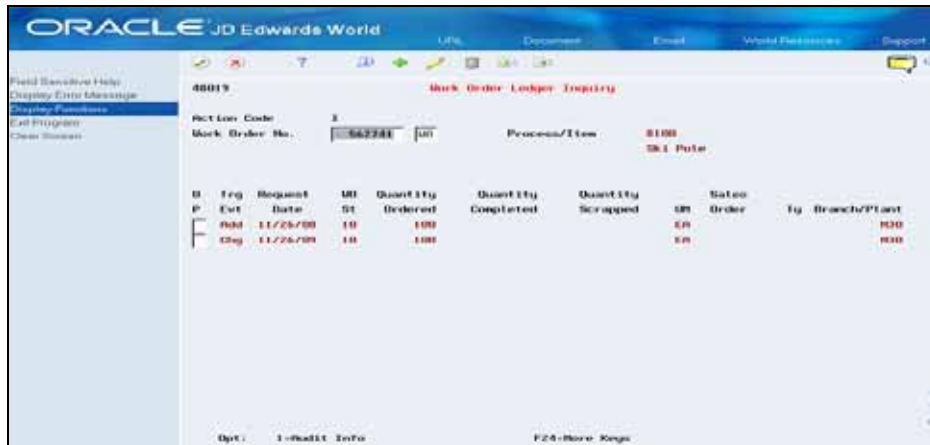 ORACLE JD Edwards World
URL Document Email World Resources Support
Field Sensitive Help
Display Error Message
Display Functions
Exit Program
Clear Screen
48019 Work Order Ledger Inquiry
Action Code I
Work Order No. 562741 WO Process/Item 8100
Ski Pole
O Trg Request WO Quantity Quantity Quantity Sales
P Evt Date St Ordered Completed Scrapped UM Order Ty Branch/Plant
Add 11/26/08 10 100 EA M30
Chg 11/26/09 10 100 EA M30
Opt: 1-Audit Info F24-More Keys